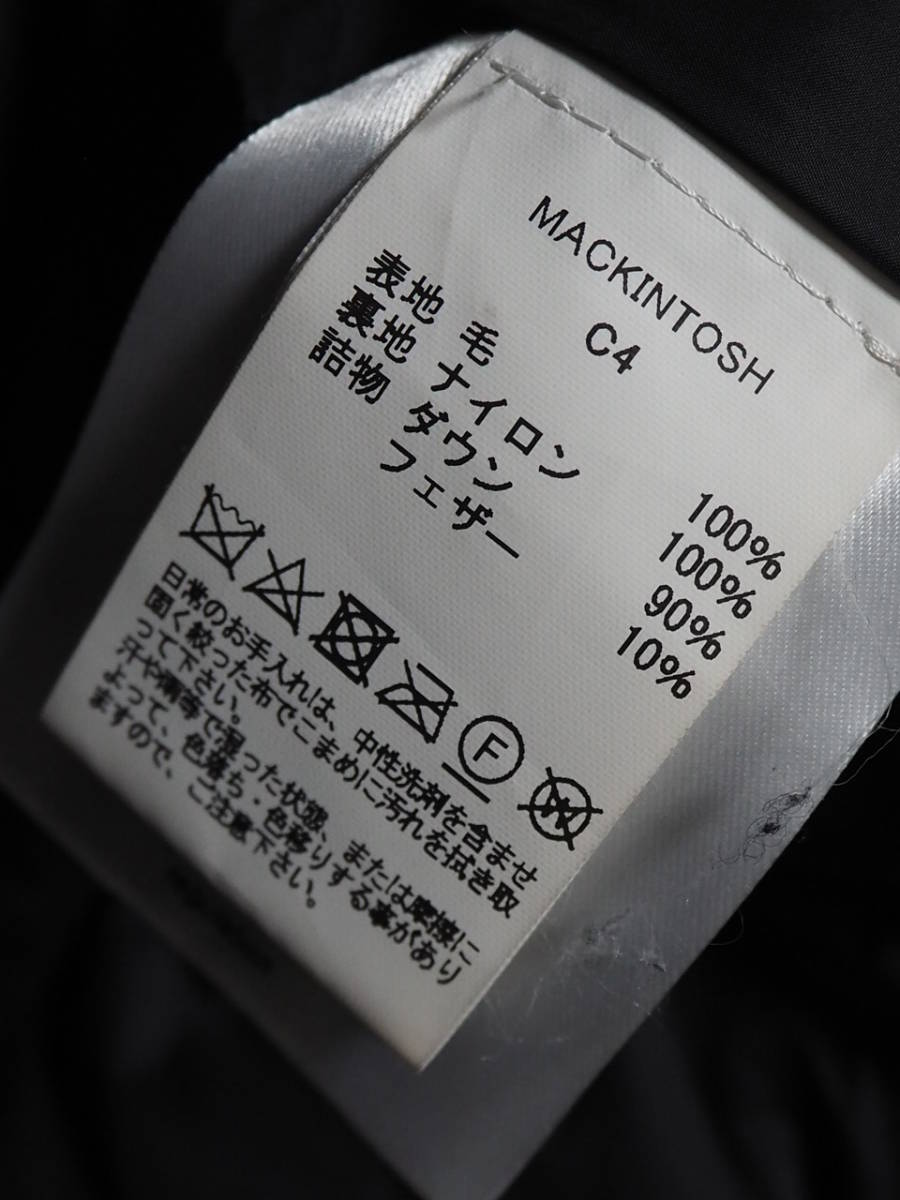 MACKINTOSH
C4
表地 毛 100%
裏地 ナイロン 100%
詰物 ダウン 90%
フェザー 10%
F
W
日常のお手入れは、中性洗剤を含ませ
固く絞った布でこまめに汚れを拭き取
って下さい。
汗や雨等で湿った状態、または摩擦に
よって、色落ち・色移りする事があり
ますので、ご注意下さい。